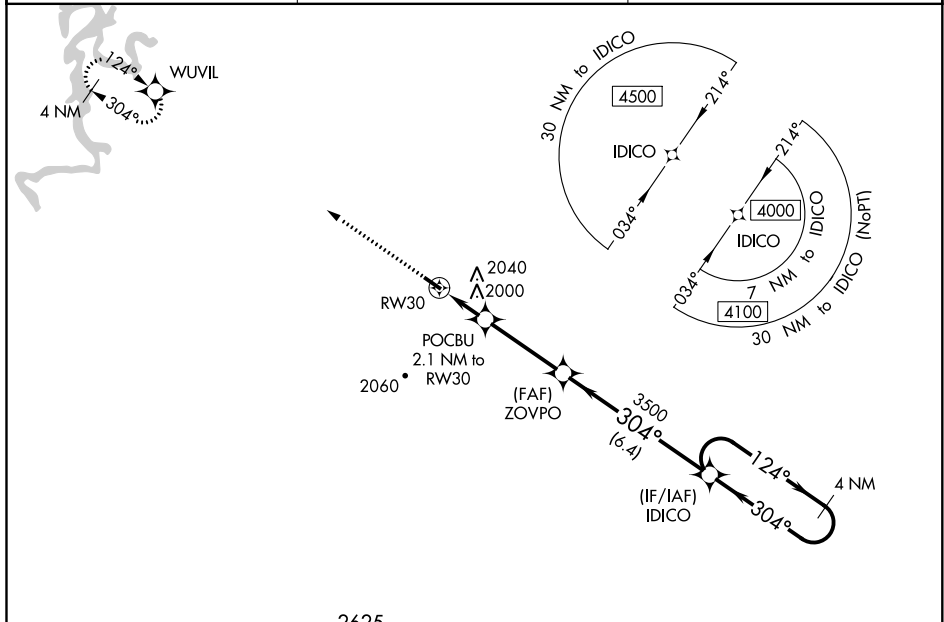 WUVIL
124°
304°
4 NM
30 NM to IDICO
4500
214°
IDICO
034°
214°
4000
IDICO
034°
7 NM to IDICO
4100
30 NM to IDICO (NoPT)
2040
2000
RW30
POCBU
2.1 NM to
RW30
2060
(FAF)
ZOVPO
3500
304°
(6.4)
124°
4 NM
304°
(IF/IAF)
IDICO
2625